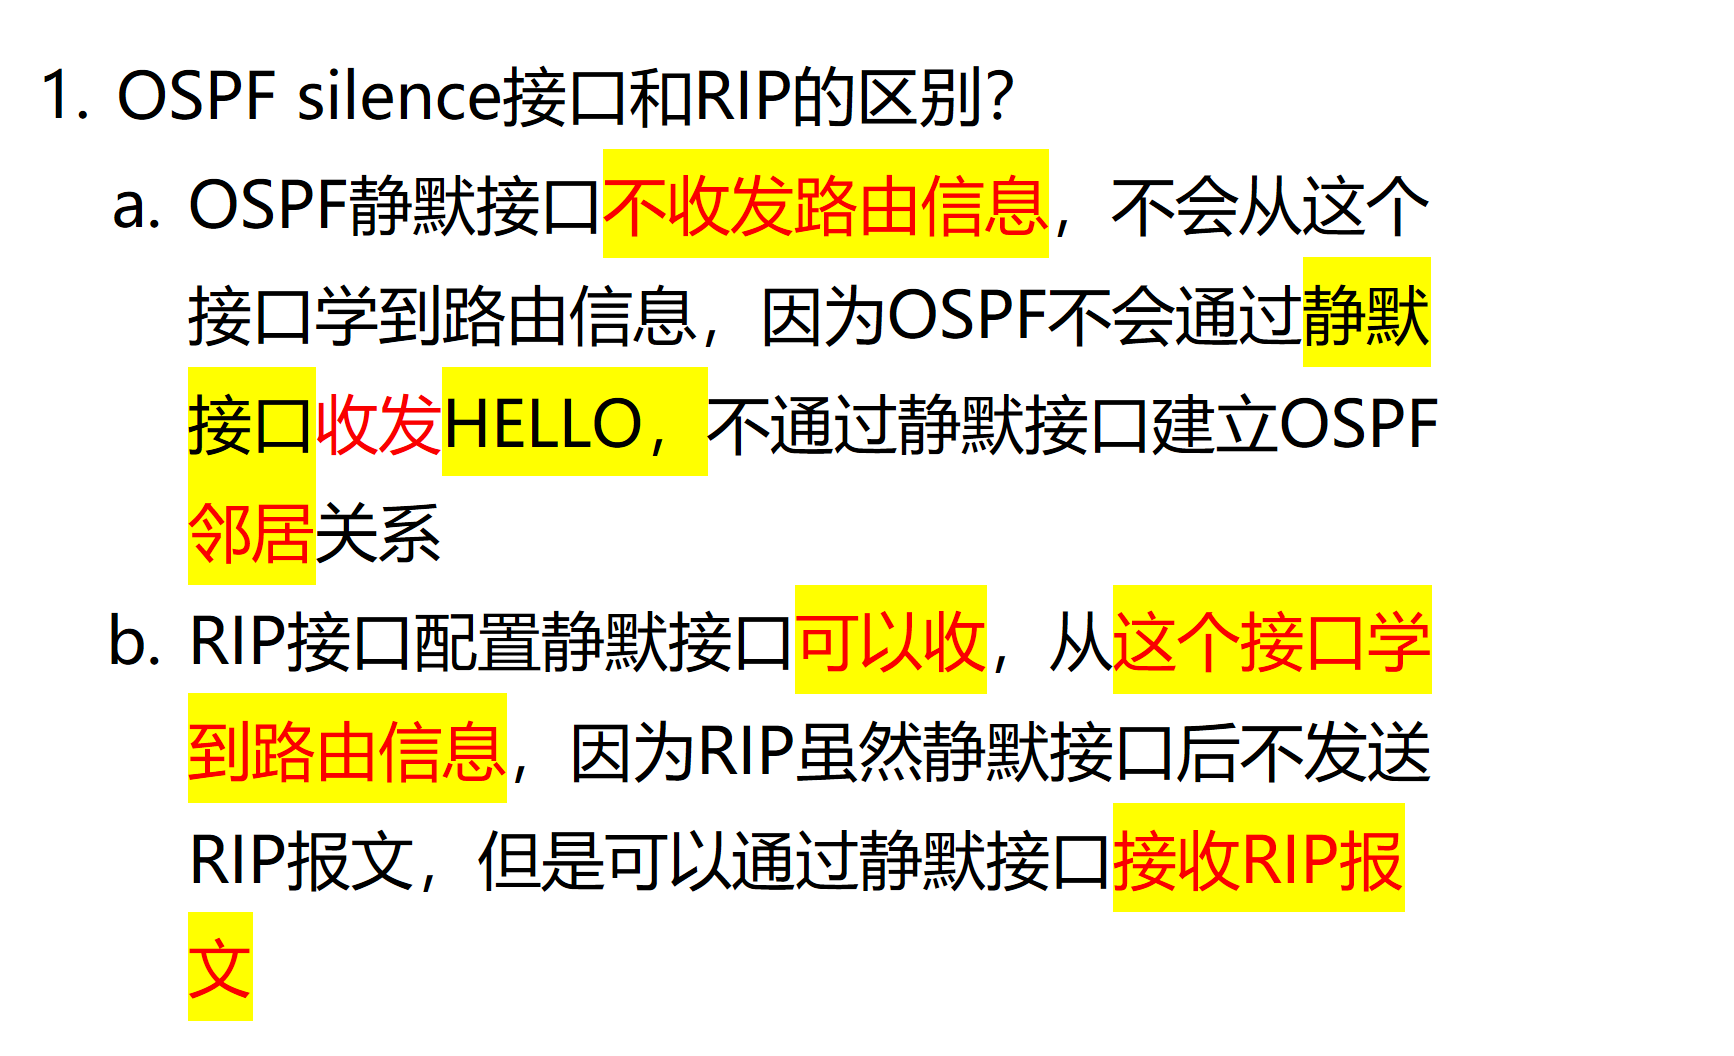 1. OSPF silence接口和RIP的区别?
a. OSPF静默接口不收发路由信息，不会从这个
接口学到路由信息，因为OSPF不会通过静默
接口收发HELLO，不通过静默接口建立OSPF
邻居关系
b. RIP接口配置静默接口可以收，从这个接口学
到路由信息，因为RIP虽然静默接口后不发送
RIP报文，但是可以通过静默接口接收RIP报
文